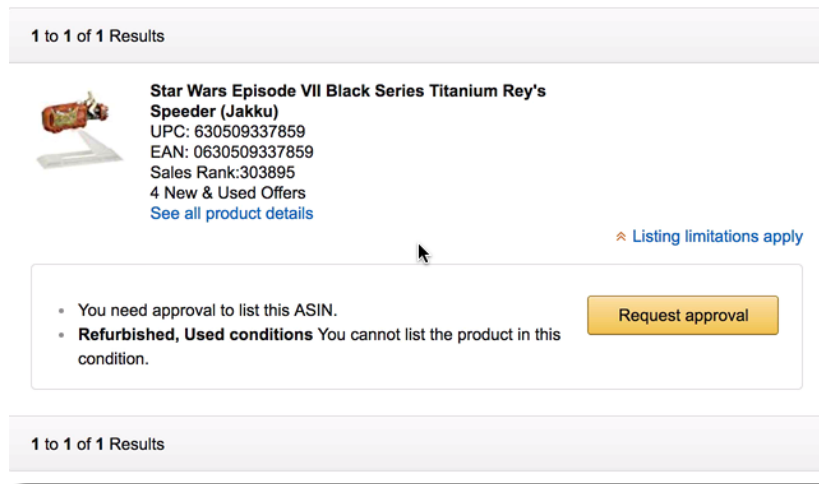 1 to 1 of 1 Results
Star Wars Episode VII Black Series Titanium Rey's
Speeder (Jakku)
UPC: 630509337859
EAN: 0630509337859
Sales Rank:303895
4 New & Used Offers
See all product details
Listing limitations apply
You need approval to list this ASIN.
Request approval
Refurbished, Used conditions You cannot list the product in this
condition.
1 to 1 of 1 Results